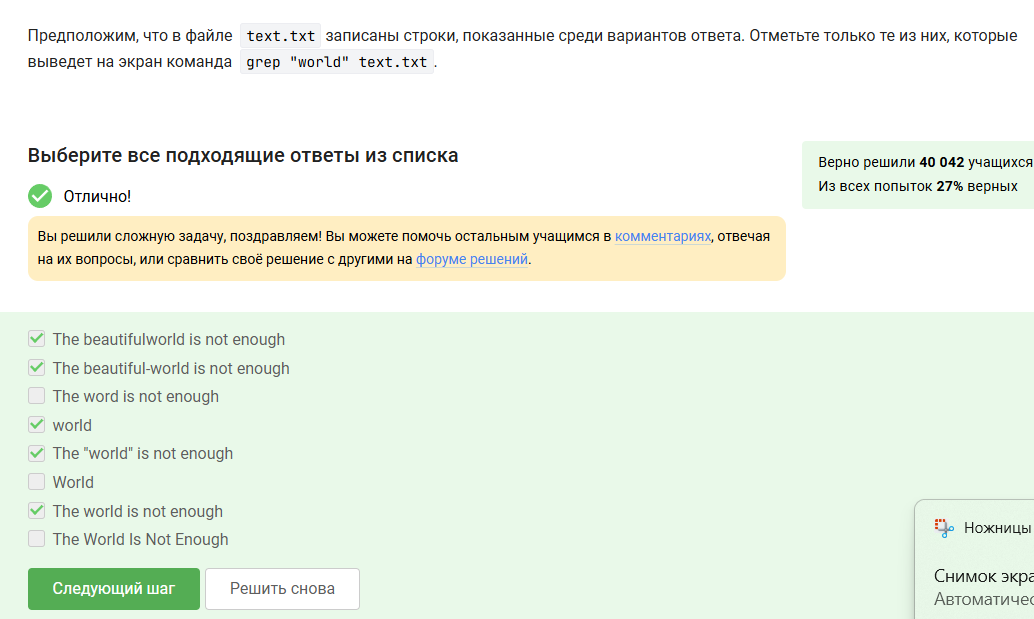 Предположим, что в файле text.txt записаны строки, показанные среди вариантов ответа. Отметьте только те из них, которые
выведет на экран команда grep "world" text.txt.
Выберите все подходящие ответы из списка
Верно решили 40 042 учащихся
Из всех попыток 27% верных
Отлично!
Вы решили сложную задачу, поздравляем! Вы можете помочь остальным учащимся в комментариях, отвечая
на их вопросы, или сравнить своё решение с другими на форуме решений.
The beautifulworld is not enough
The beautiful-world is not enough
The word is not enough
world
The "world" is not enough
World
The world is not enough
The World Is Not Enough
Следующий шаг
Решить снова
Ножницы
Снимок